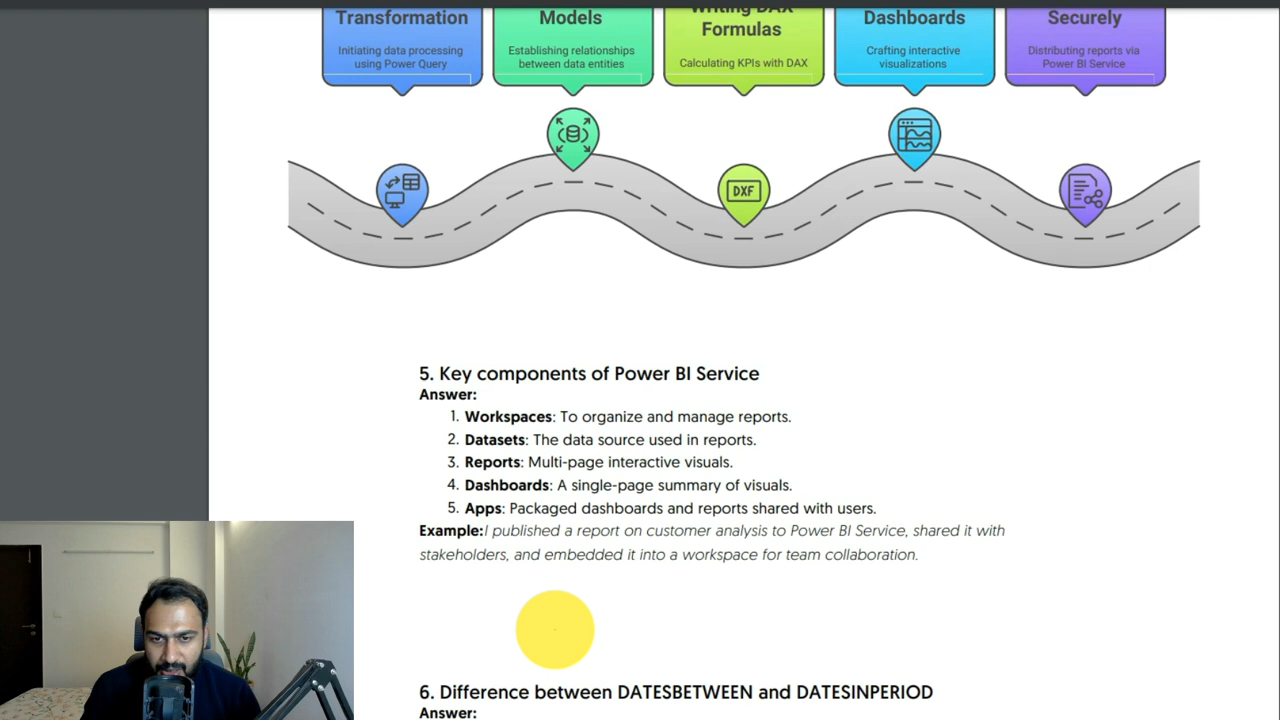 Transformation
Initiating data processing
using Power Query
Models
Establishing relationships
between data entities
Writing DAX
Formulas
Calculating KPIs with DAX
Dashboards
Crafting interactive
visualizations
Securely
Distributing reports via
Power BI Service
DXF
5. Key components of Power BI Service
Answer:
1. Workspaces: To organize and manage reports.
2. Datasets: The data source used in reports.
3. Reports: Multi-page interactive visuals.
4. Dashboards: A single-page summary of visuals.
5. Apps: Packaged dashboards and reports shared with users.
Example:I published a report on customer analysis to Power BI Service, shared it with
stakeholders, and embedded it into a workspace for team collaboration.
6. Difference between DATESBETWEEN and DATESINPERIOD
Answer: